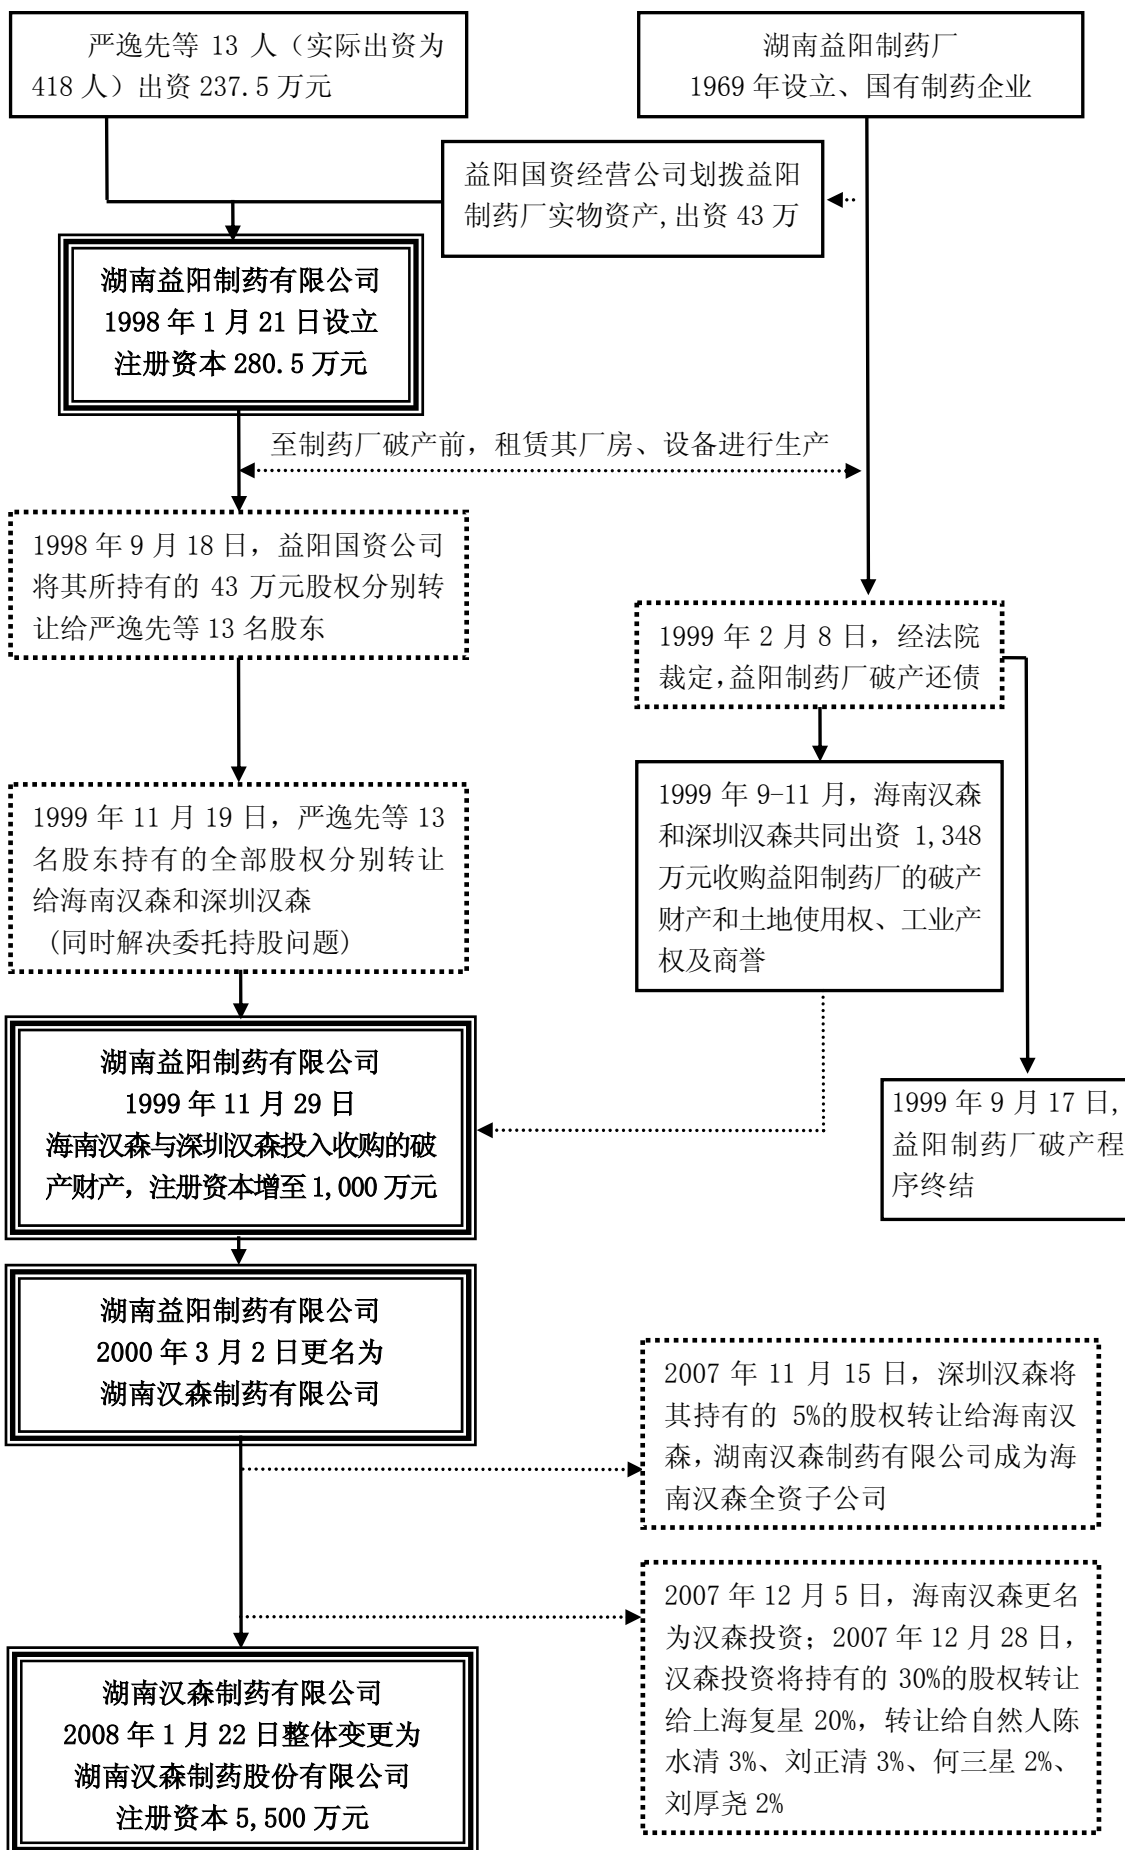 严逸先等 13 人（实际出资为
418 人）出资 237.5 万元
湖南益阳制药厂
1969 年设立、国有制药企业
益阳国资经营公司划拨益阳
制药厂实物资产,出资 43 万
湖南益阳制药有限公司
1998 年 1 月 21 日设立
注册资本 280.5 万元
至制药厂破产前，租赁其厂房、设备进行生产
1998 年 9 月 18 日，益阳国资公司
将其所持有的 43 万元股权分别转
让给严逸先等 13 名股东
1999 年 2 月 8 日，经法院
裁定,益阳制药厂破产还债
1999 年 11 月 19 日，严逸先等 13
名股东持有的全部股权分别转让
给海南汉森和深圳汉森
(同时解决委托持股问题)
1999 年 9-11 月，海南汉森
和深圳汉森共同出资 1,348
万元收购益阳制药厂的破产
财产和土地使用权、工业产
权及商誉
湖南益阳制药有限公司
1999 年 11 月 29 日
海南汉森与深圳汉森投入收购的破
产财产，注册资本增至 1,000 万元
1999 年 9 月 17 日,
益阳制药厂破产程
序终结
湖南益阳制药有限公司
2000 年 3 月 2 日更名为
湖南汉森制药有限公司
2007 年 11 月 15 日，深圳汉森将
其持有的 5%的股权转让给海南汉
森，湖南汉森制药有限公司成为海
南汉森全资子公司
2007 年 12 月 5 日，海南汉森更名
为汉森投资；2007 年 12 月 28 日，
汉森投资将持有的 30%的股权转让
给上海复星 20%，转让给自然人陈
水清 3%、刘正清 3%、何三星 2%、
刘厚尧 2%
湖南汉森制药有限公司
2008 年 1 月 22 日整体变更为
湖南汉森制药股份有限公司
注册资本 5,500 万元